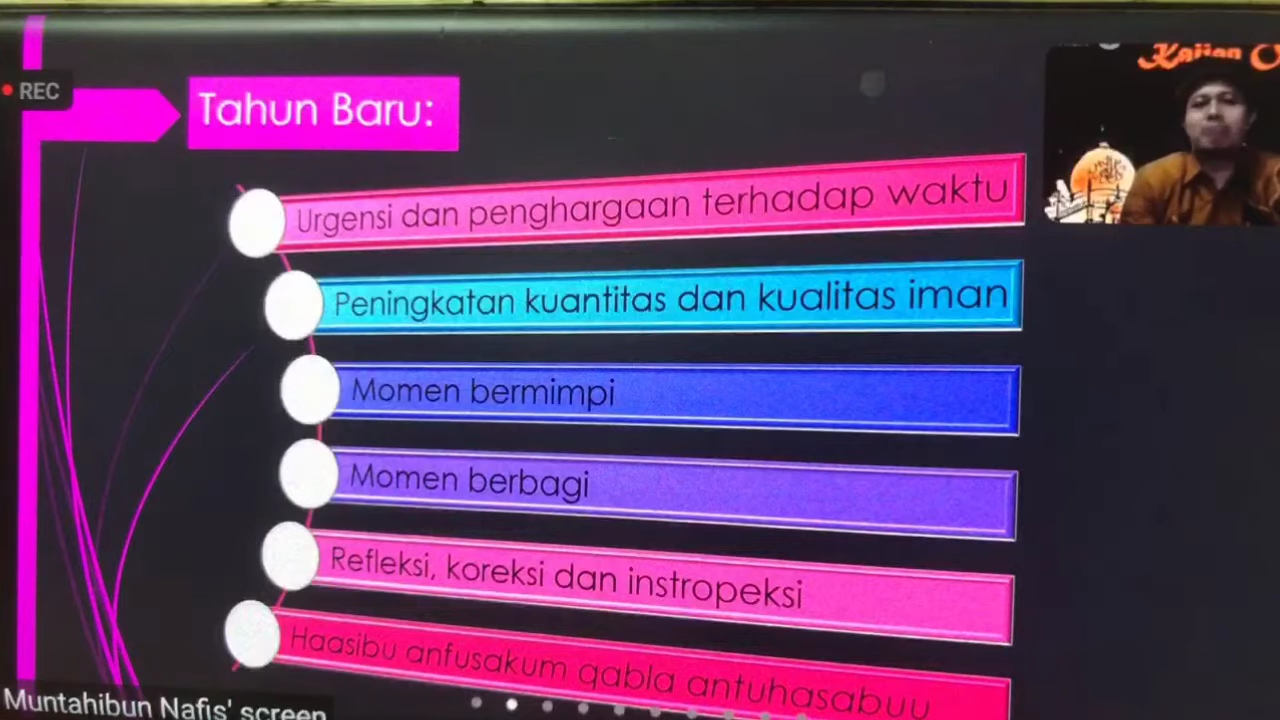 REC
Tahun Baru:
Kajian
Urgensi dan penghargaan terhadap waktu
Peningkatan kuantitas dan kualitas iman
Momen bermimpi
Momen berbagi
Refleksi, koreksi dan instropeksi
Haasibu anfusakum qabla antuhasabuu
Muntahibun Nafis' screen